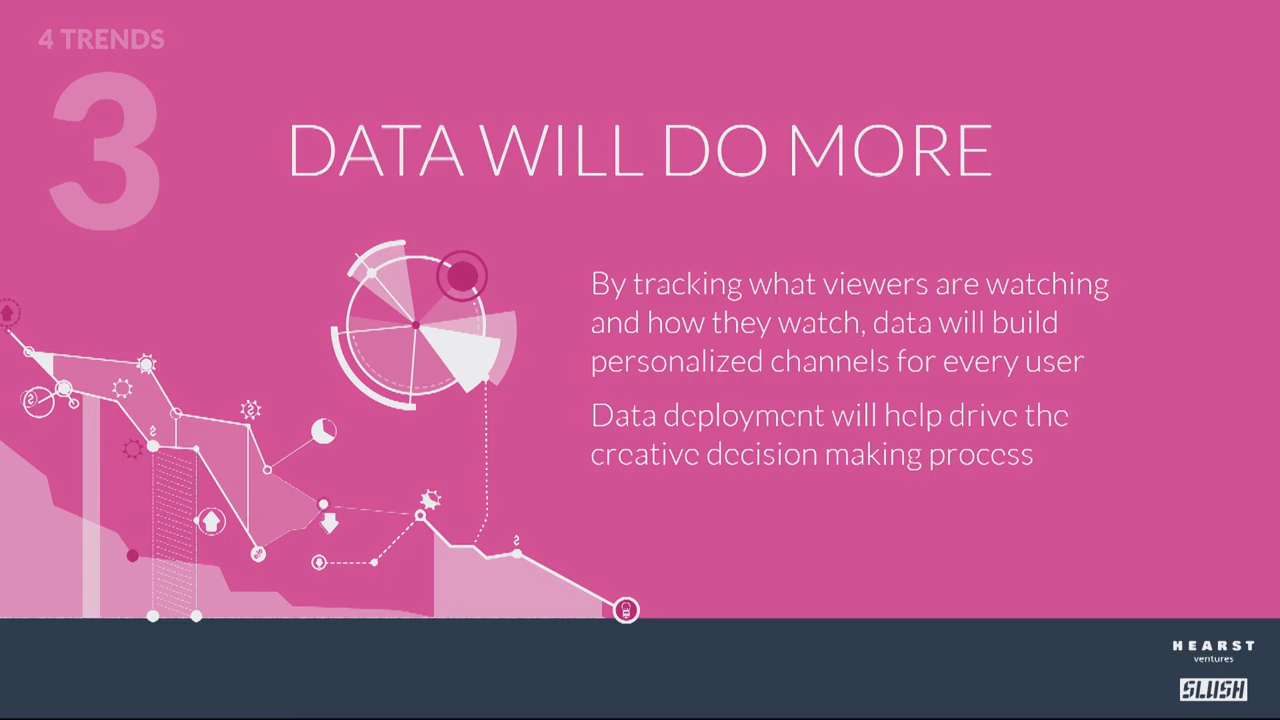 4 TRENDS
3
DATA WILL DO MORE
By tracking what viewers are watching
and how they watch, data will build
personalized channels for every user
Data deployment will help drive the
creative decision making process
HEARST
ventures
SLUSH